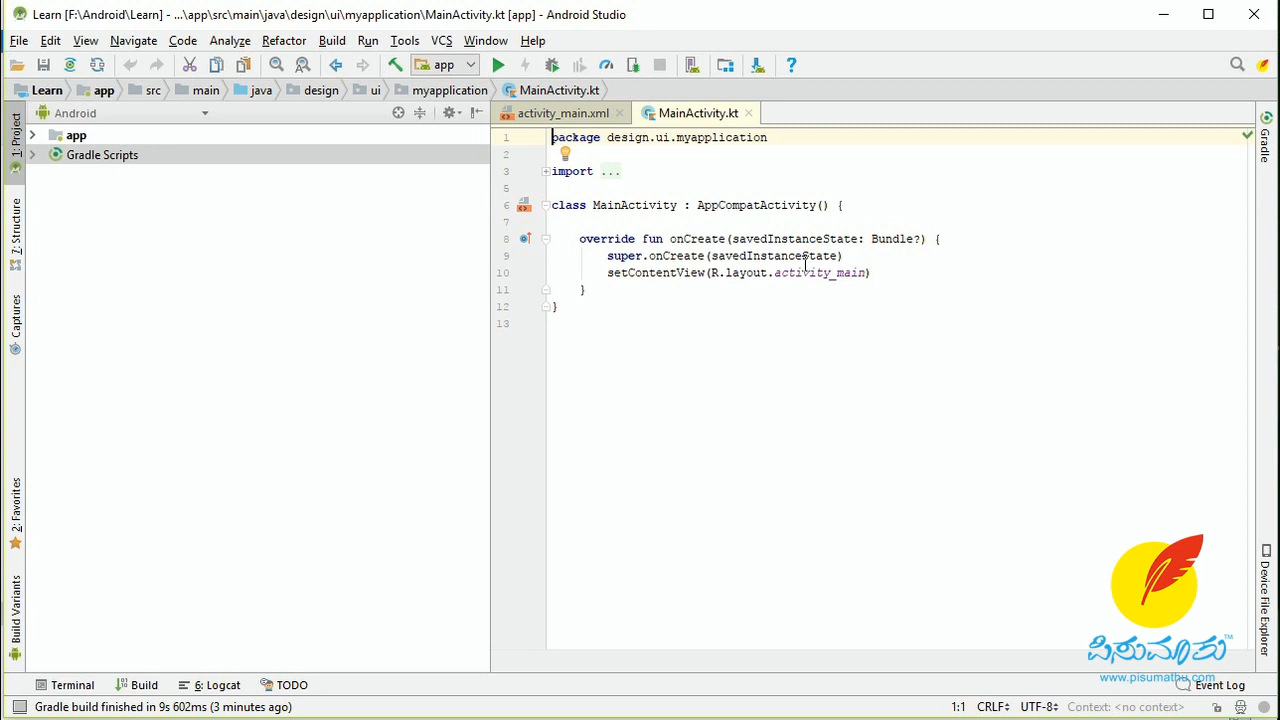 Learn [F:\Android\Learn] - ...\app\src\main\java\design\ui\myapplication\MainActivity.kt [app] - Android Studio
File Edit View Navigate Code Analyze Refactor Build Run Tools VCS Window Help
app
Learn app src main java design ui myapplication MainActivity.kt
Android
activity_main.xml MainActivity.kt
1: Project
7: Structure
Captures
2: Favorites
Build Variants
app
Gradle Scripts
1 package design.ui.myapplication
2
3 import ...
5
6 class MainActivity : AppCompatActivity() {
7
8 override fun onCreate(savedInstanceState: Bundle?) {
9 super.onCreate(savedInstanceState)
10 setContentView(R.layout.activity_main)
11 }
12 }
13
Gradle
Device File Explorer
ಪಿಸುಮಾತು TM
www.pisumathu.com
Terminal Build 6: Logcat TODO Event Log
Gradle build finished in 9s 602ms (3 minutes ago) 1:1 CRLF÷ UTF-8÷ Context: <no context>